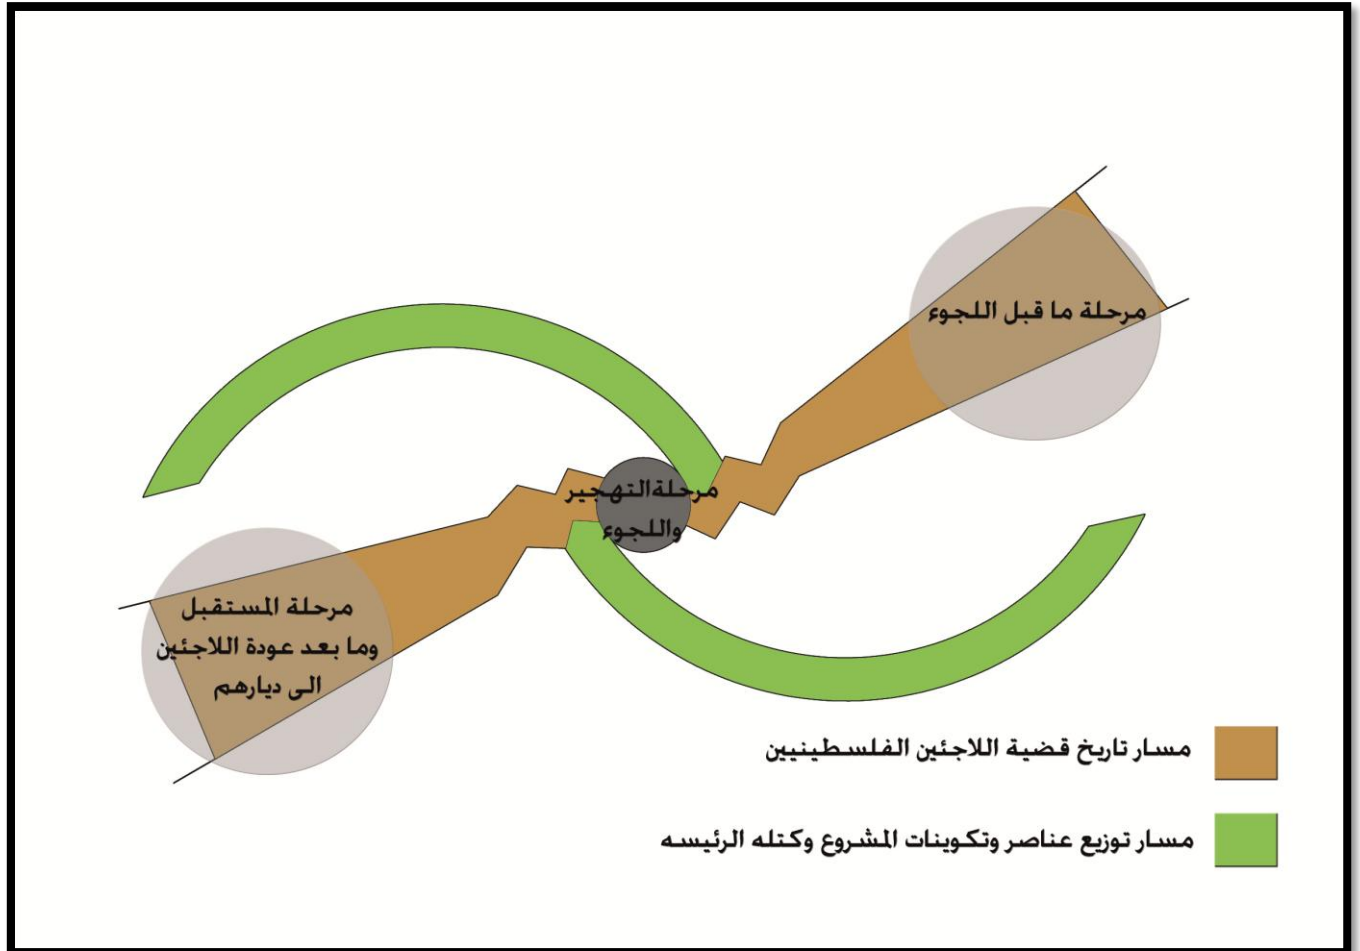 مرحلة ما قبل اللجوء
مرحلة التهجير
واللجوء
مرحلة المستقبل
وما بعد عودة اللاجئين
الى ديارهم
مسار تاريخ قضية اللاجئين الفلسطينيين
مسار توزيع عناصر وتكوينات المشروع وكتله الرئيسه